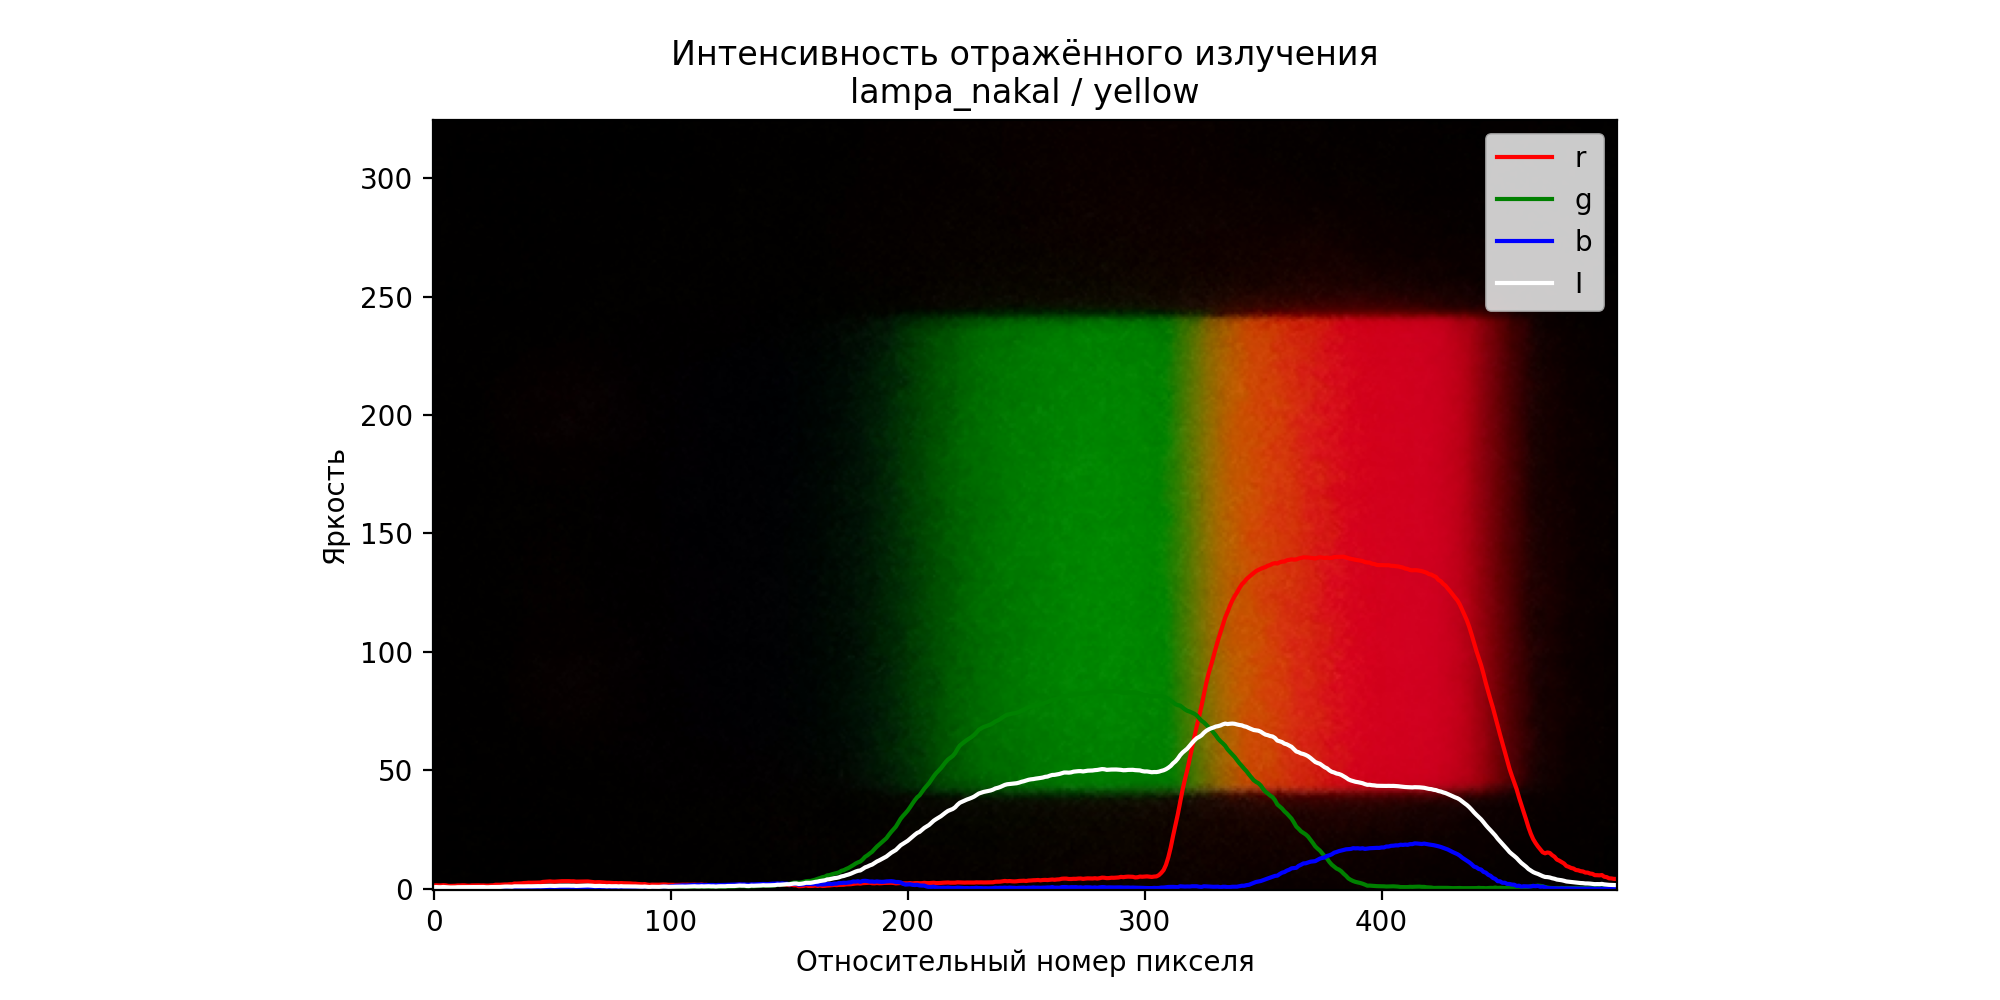 Интенсивность отражённого излучения
lampa_nakal / yellow
r
g
b
I
Яркость
300
250
200
150
100
50
0
0 100 200 300 400
Относительный номер пикселя